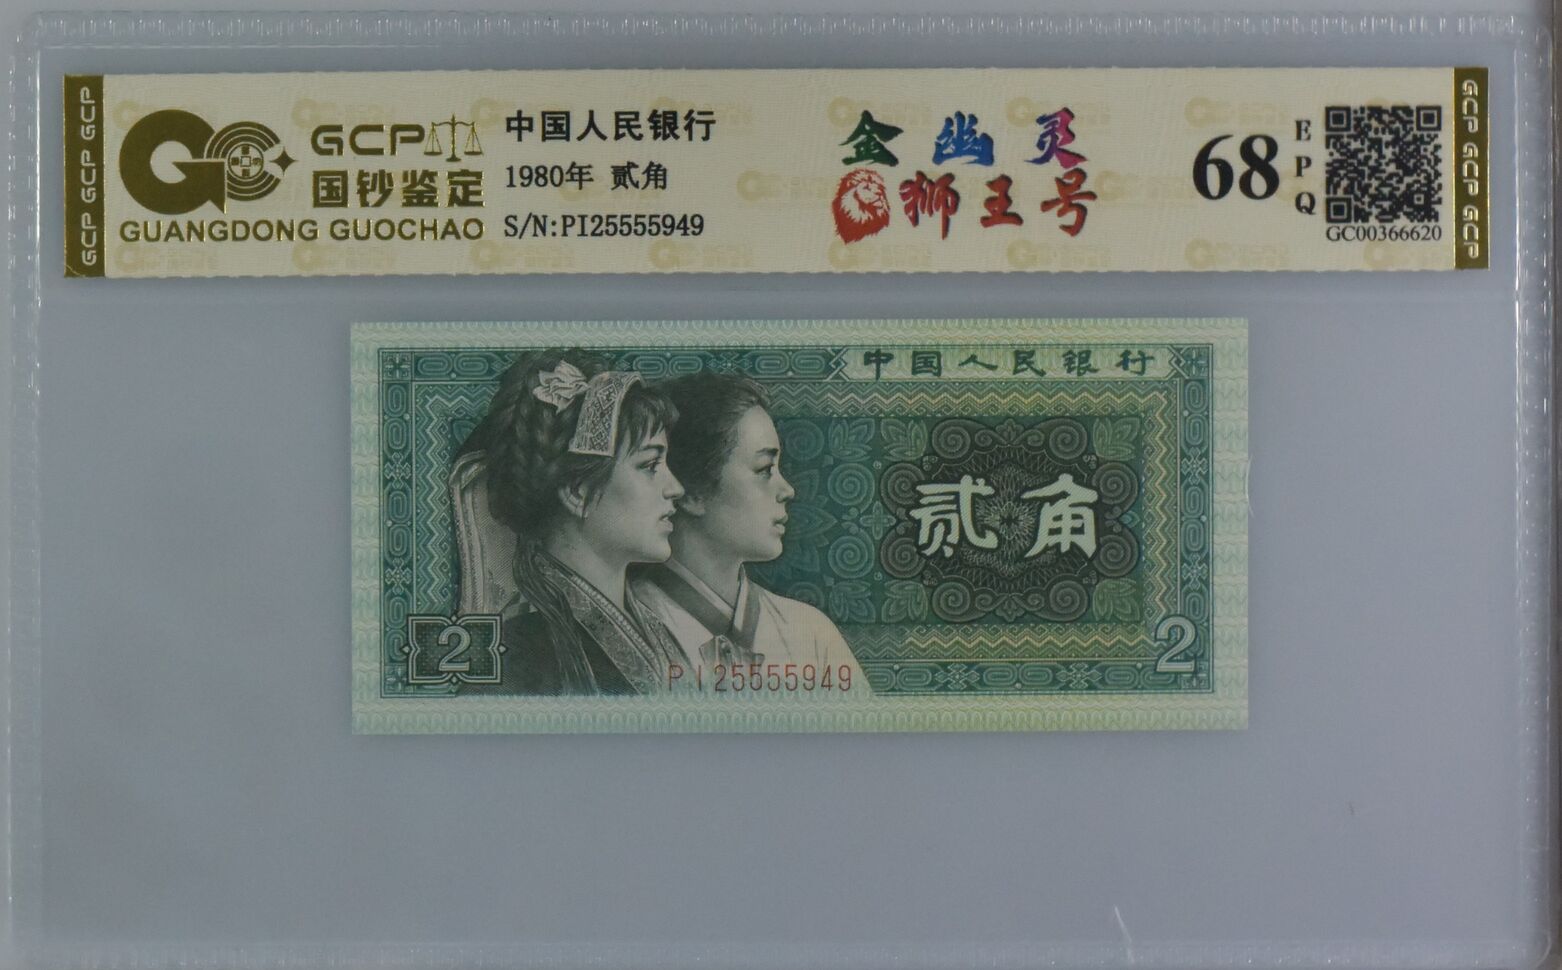 GCP GCP GCP
GCP
国钞鉴定
GUANGDONG GUOCHAO
中国人民银行
1980年 贰角
S/N:PI25555949
金幽灵
狮王号
68
EPQ
GC00366620
GCP GCP GCP
中国人民银行
贰角
2
PI25555949
2